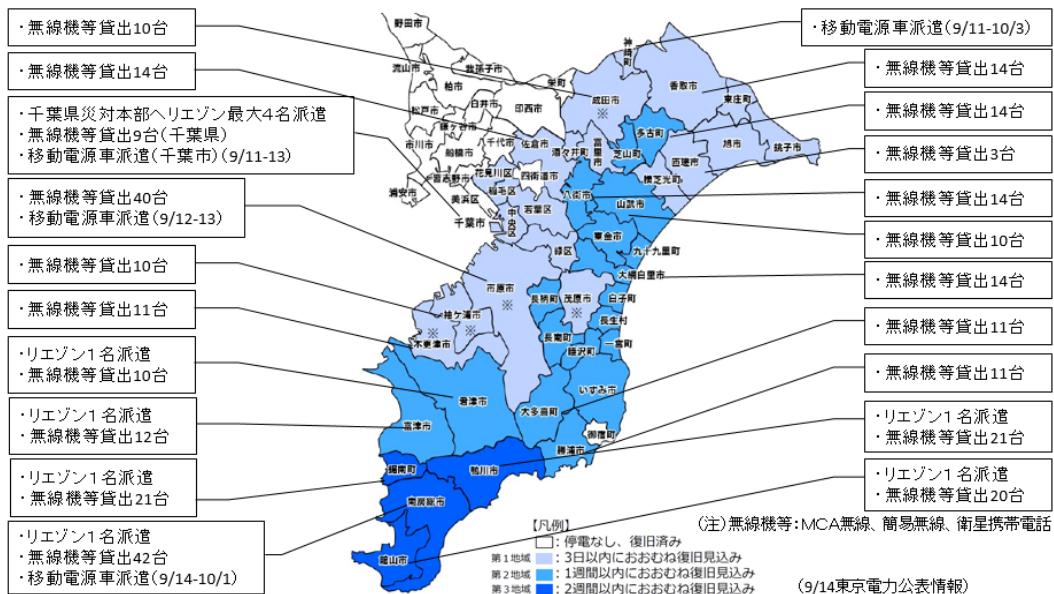 ・無線機等貸出10台
・無線機等貸出14台
・千葉県災対本部へリエゾン最大4名派遣
・無線機等貸出9台(千葉県)
・移動電源車派遣(千葉市)(9/11-13)
・無線機等貸出40台
・移動電源車派遣(9/12-13)
・無線機等貸出10台
・無線機等貸出11台
・リエゾン1名派遣
・無線機等貸出10台
・リエゾン1名派遣
・無線機等貸出12台
・リエゾン1名派遣
・無線機等貸出21台
・リエゾン1名派遣
・無線機等貸出42台
・移動電源車派遣(9/14-10/1)
野田市
流山市
我孫子市
柏市
松戸市
白井市
鎌ケ谷市
市川市
船橋市
八千代市
浦安市
習志野市
美浜区
花見川区
稲毛区
千葉市
中央区
若葉区
緑区
栄町
印西市
成田市
※
神崎町
香取市
東庄町
多古町
旭市
銚子市
佐倉市
酒々井町
富里市
芝山町
匝瑳市
横芝光町
四街道市
八街市
山武市
東金市
九十九里町
大網白里市
市原市
※
茂原市
※
長柄町
白子町
長生村
長南町
睦沢町
一宮町
袖ケ浦市
※
※
木更津市
君津市
富津市
大多喜町
いすみ市
御宿町
勝浦市
鋸南町
鴨川市
南房総市
館山市
・移動電源車派遣(9/11-10/3)
・無線機等貸出14台
・無線機等貸出14台
・無線機等貸出3台
・無線機等貸出14台
・無線機等貸出10台
・無線機等貸出14台
・無線機等貸出11台
・無線機等貸出11台
・リエゾン1名派遣
・無線機等貸出21台
・リエゾン1名派遣
・無線機等貸出20台
(注)無線機等:MCA無線、簡易無線、衛星携帯電話
【凡例】
:停電なし、復旧済み
第1地域 :3日以内におおむね復旧見込み
第2地域 :1週間以内におおむね復旧見込み
第3地域 :2週間以内におおむね復旧見込み
(9/14東京電力公表情報)